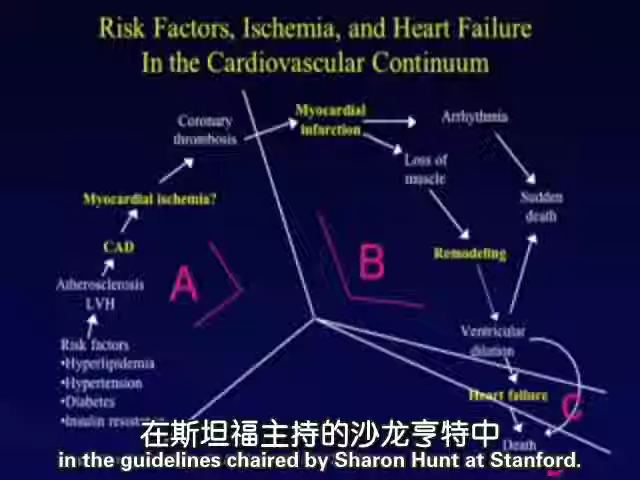 Risk Factors, Ischemia, and Heart Failure
In the Cardiovascular Continuum
Coronary
thrombosis
Myocardial
infarction
Arrhythmia
Loss of
muscle
Sudden
death
Myocardial ischemia?
CAD
Remodeling
Atherosclerosis
LVH
A
B
Risk factors
•Hyperlipidemia
•Hypertension
•Diabetes
•Insulin resistance
Ventricular
dilation
Heart failure
C
Death
在斯坦福主持的沙龙亨特中
in the guidelines chaired by Sharon Hunt at Stanford.